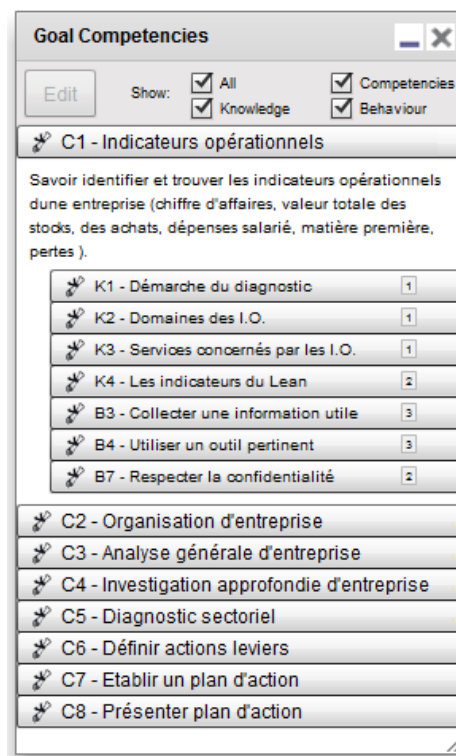 Goal Competencies
Edit
Show:
All
Competencies
Knowledge
Behaviour
C1 - Indicateurs opérationnels
Savoir identifier et trouver les indicateurs opérationnels
dune entreprise (chiffre d'affaires, valeur totale des
stocks, des achats, dépenses salarié, matière première,
pertes ).
K1 - Démarche du diagnostic 1
K2 - Domaines des I.O. 1
K3 - Services concernés par les I.O. 1
K4 - Les indicateurs du Lean 2
B3 - Collecter une information utile 3
B4 - Utiliser un outil pertinent 3
B7 - Respecter la confidentialité 2
C2 - Organisation d'entreprise
C3 - Analyse générale d'entreprise
C4 - Investigation approfondie d'entreprise
C5 - Diagnostic sectoriel
C6 - Définir actions leviers
C7 - Etablir un plan d'action
C8 - Présenter plan d'action